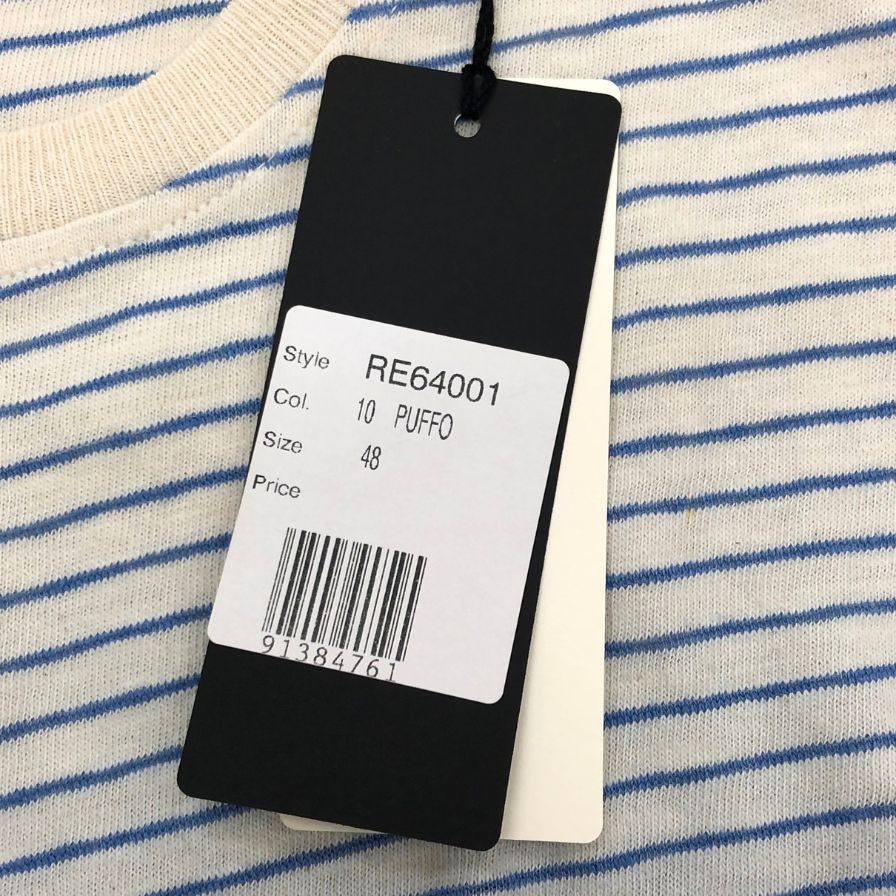 Style RE64001
Col. 10 PUFFO
Size 48
Price
91384761